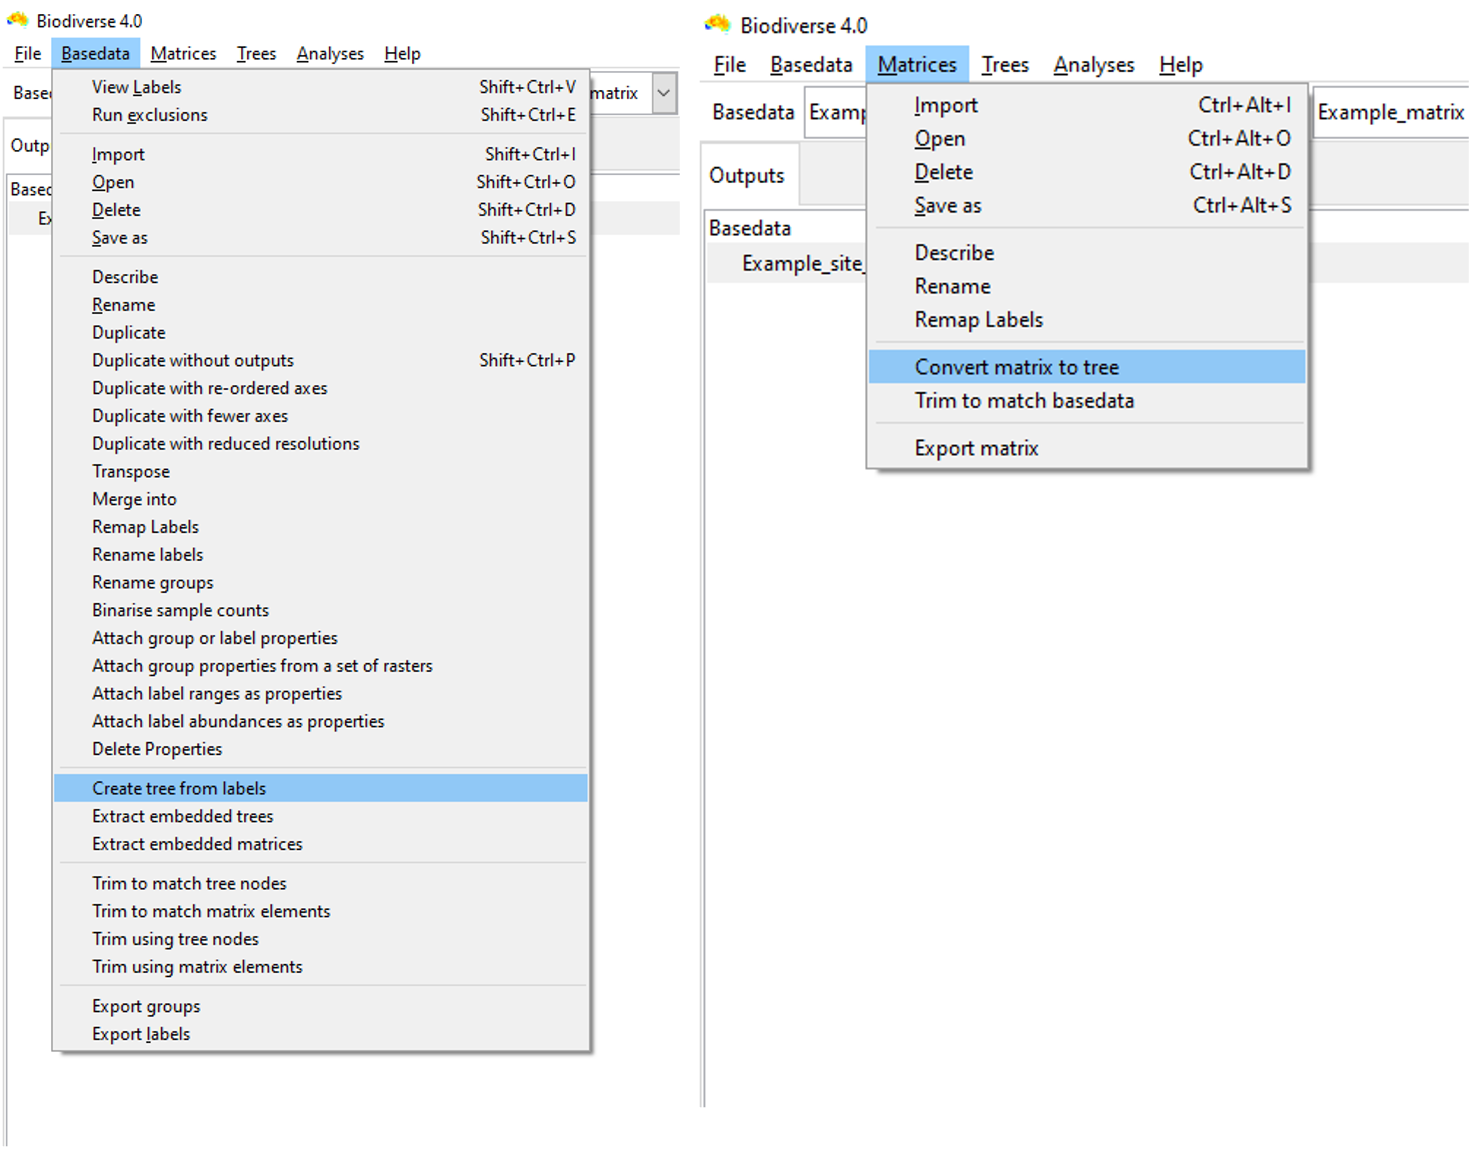 Biodiverse 4.0
File Basedata Matrices Trees Analyses Help
matrix
View Labels Shift+Ctrl+V
Run exclusions Shift+Ctrl+E
Import Shift+Ctrl+I
Open Shift+Ctrl+O
Delete Shift+Ctrl+D
Save as Shift+Ctrl+S
Describe
Rename
Duplicate
Duplicate without outputs Shift+Ctrl+P
Duplicate with re-ordered axes
Duplicate with fewer axes
Duplicate with reduced resolutions
Transpose
Merge into
Remap Labels
Rename labels
Rename groups
Binarise sample counts
Attach group or label properties
Attach group properties from a set of rasters
Attach label ranges as properties
Attach label abundances as properties
Delete Properties
Create tree from labels
Extract embedded trees
Extract embedded matrices
Trim to match tree nodes
Trim to match matrix elements
Trim using tree nodes
Trim using matrix elements
Export groups
Export labels
Biodiverse 4.0
File Basedata Matrices Trees Analyses Help
Basedata Exam Example_matrix
Outputs
Basedata
Example_site_
Import Ctrl+Alt+I
Open Ctrl+Alt+O
Delete Ctrl+Alt+D
Save as Ctrl+Alt+S
Describe
Rename
Remap Labels
Convert matrix to tree
Trim to match basedata
Export matrix